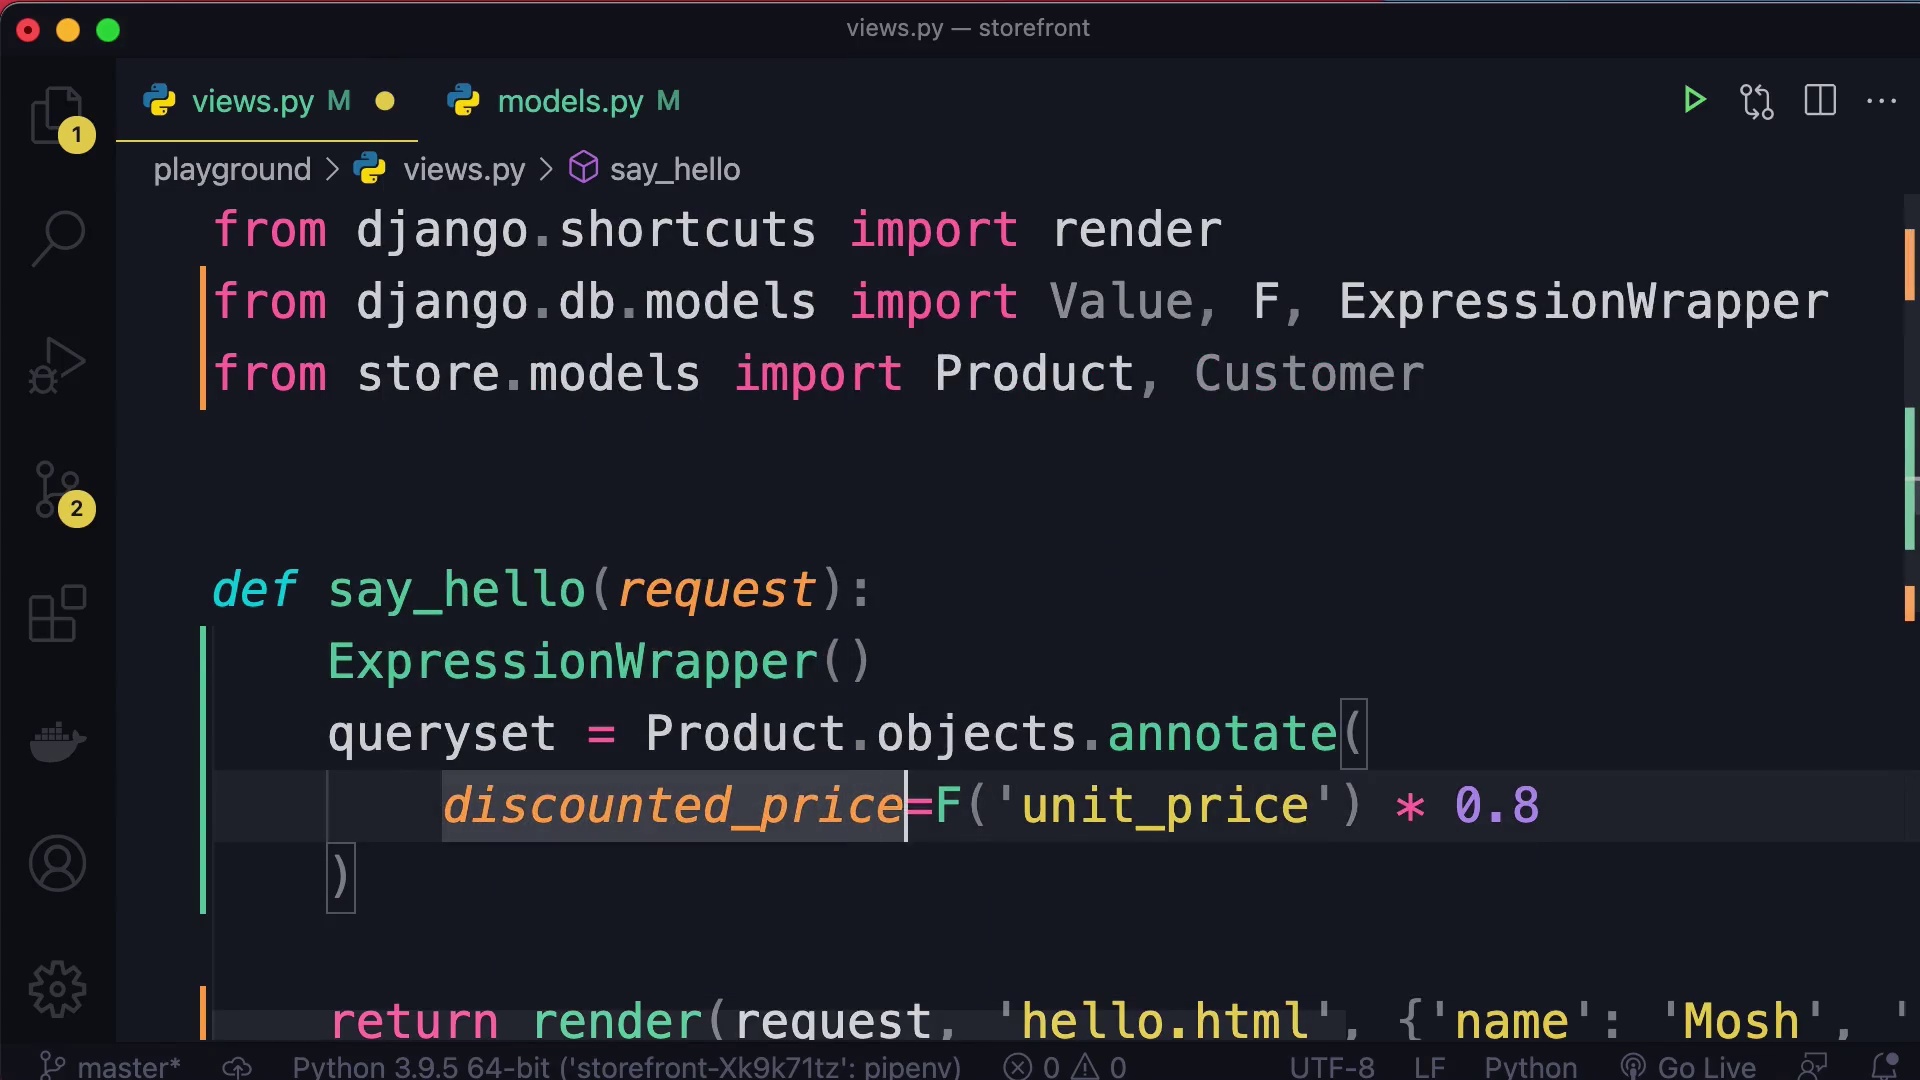 views.py — storefront
views.py M models.py M
1
playground > views.py > say_hello
from django.shortcuts import render
from django.db.models import Value, F, ExpressionWrapper
from store.models import Product, Customer
2
def say_hello(request):
ExpressionWrapper()
queryset = Product.objects.annotate(
discounted_price=F('unit_price') * 0.8
)
return render(request, 'hello.html', {'name': 'Mosh', '
master* Python 3.9.5 64-bit ('storefront-Xk9k71tz': pipenv) 0 0 UTF-8 LF Python Go Live